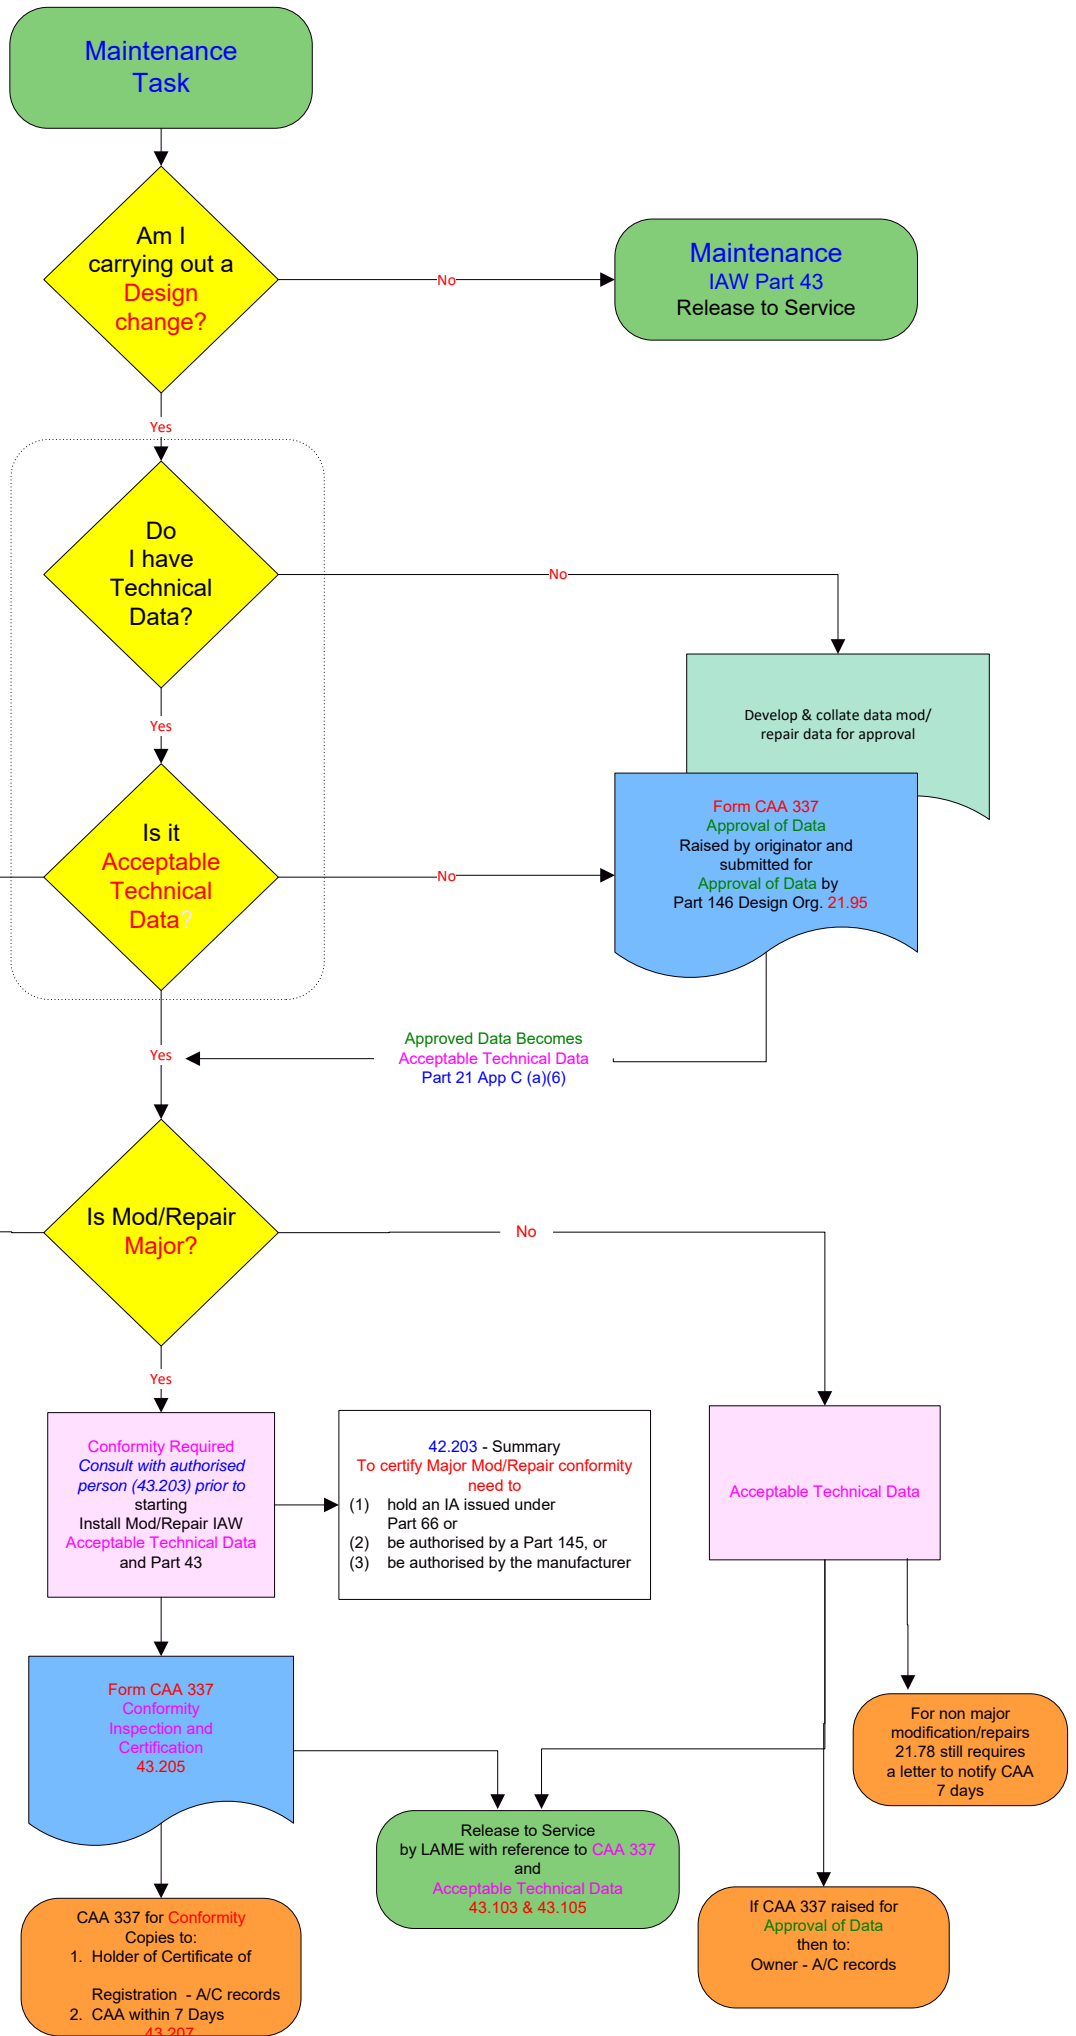 Maintenance
Task
Am I
carrying out a
Design
change?
No
Maintenance
IAW Part 43
Release to Service
Yes
Do
I have
Technical
Data?
No
Develop & collate data mod/
repair data for approval
Yes
Is it
Acceptable
Technical
Data?
No
Form CAA 337
Approval of Data
Raised by originator and
submitted for
Approval of Data by
Part 146 Design Org. 21.95
Yes
Approved Data Becomes
Acceptable Technical Data
Part 21 App C (a)(6)
Is Mod/Repair
Major?
No
Yes
Conformity Required
Consult with authorised
person (43.203) prior to
starting
Install Mod/Repair IAW
Acceptable Technical Data
and Part 43
42.203 - Summary
To certify Major Mod/Repair conformity
need to
(1) hold an IA issued under
Part 66 or
(2) be authorised by a Part 145, or
(3) be authorised by the manufacturer
Acceptable Technical Data
Form CAA 337
Conformity
Inspection and
Certification
43.205
For non major
modification/repairs
21.78 still requires
a letter to notify CAA
7 days
Release to Service
by LAME with reference to CAA 337
and
Acceptable Technical Data
43.103 & 43.105
If CAA 337 raised for
Approval of Data
then to:
Owner - A/C records
CAA 337 for Conformity
Copies to:
1. Holder of Certificate of
Registration - A/C records
2. CAA within 7 Days
43.207